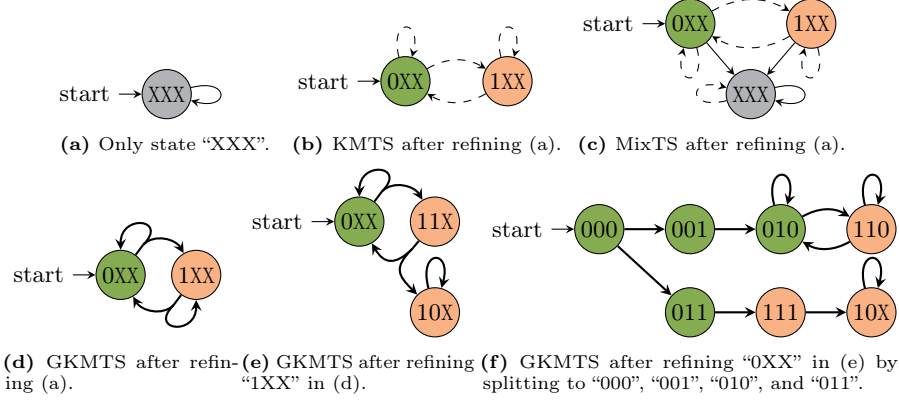 0XX
1XX
start
XXX
start
0XX
1XX
start
XXX
(a) Only state “XXX”.
(b) KMTS after refining (a).
(c) MixTS after refining (a).
start
0XX
1XX
start
0XX
11X
10X
start
000
001
010
110
011
111
10X
(d) GKMTS after refin-
ing (a).
(e) GKMTS after refining
“1XX” in (d).
(f) GKMTS after refining “0XX” in (e) by
splitting to “000”, “001”, “010”, and “011”.